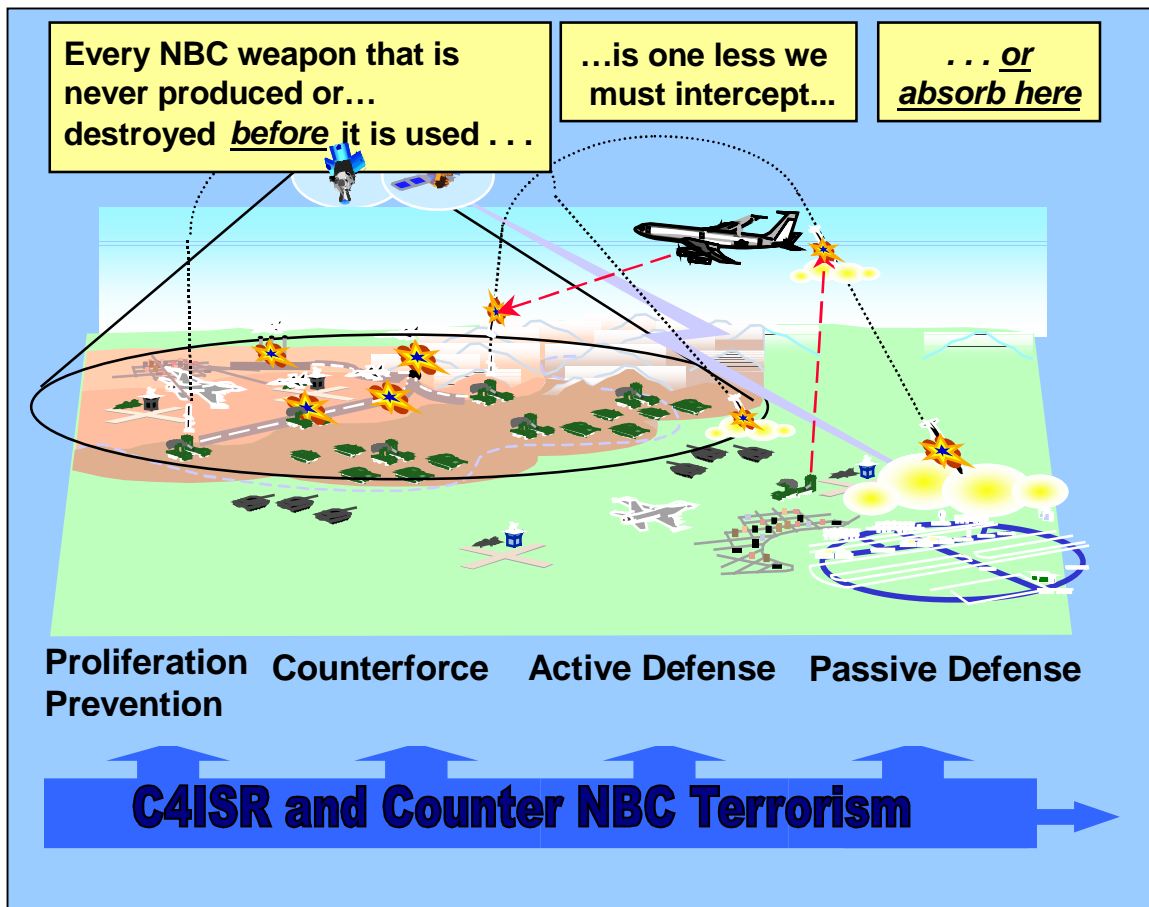 Every NBC weapon that is
never produced or…
destroyed before it is used . . .
…is one less we
must intercept...
. . . or
absorb here
Proliferation
Prevention
Counterforce
Active Defense
Passive Defense
C4ISR and Counter NBC Terrorism